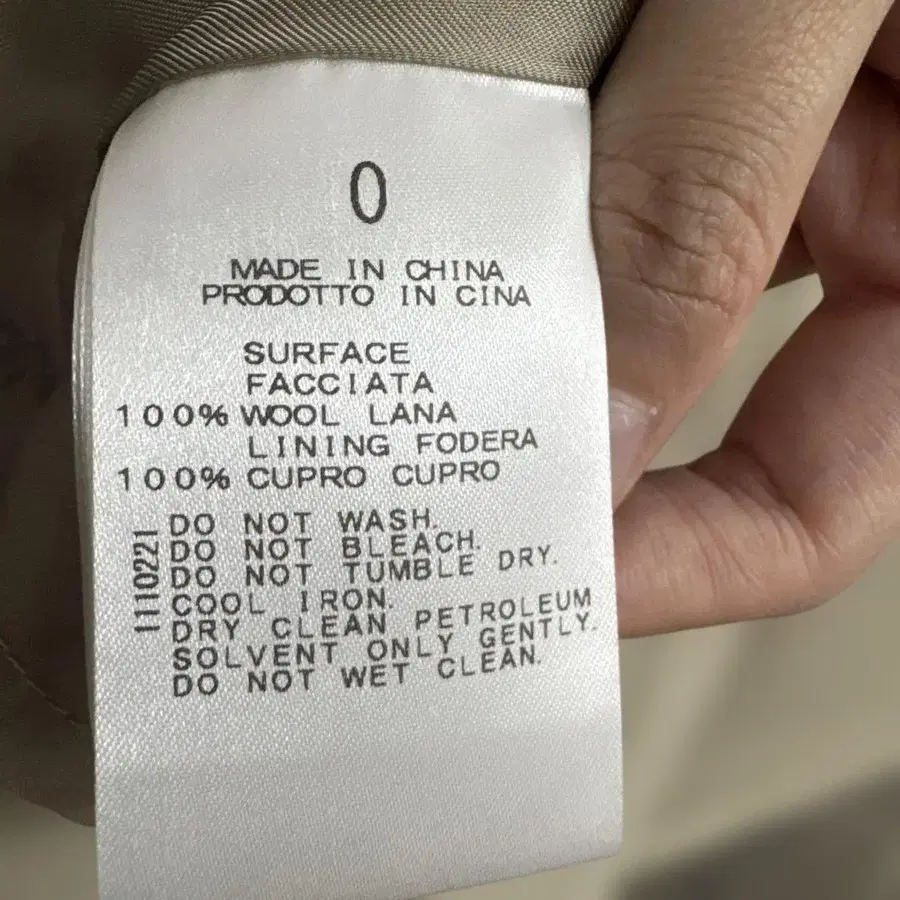 0
MADE IN CHINA
PRODOTTO IN CINA
SURFACE
FACCIATA
100% WOOL LANA
LINING FODERA
100% CUPRO CUPRO
1110221
DO NOT WASH.
DO NOT BLEACH.
DO NOT TUMBLE DRY.
COOL IRON.
DRY CLEAN PETROLEUM
SOLVENT ONLY GENTLY.
DO NOT WET CLEAN.